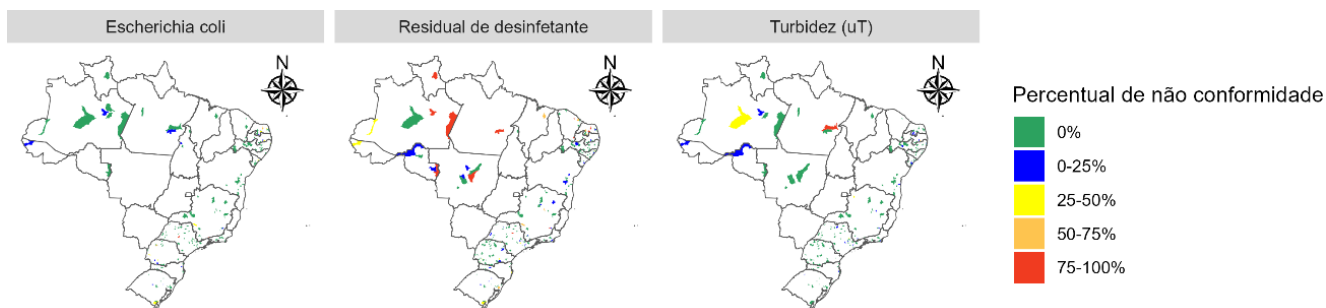 Escherichia coli
Residual de desinfetante
Turbidez (uT)
N
N
N
Percentual de não conformidade
0%
0-25%
25-50%
50-75%
75-100%